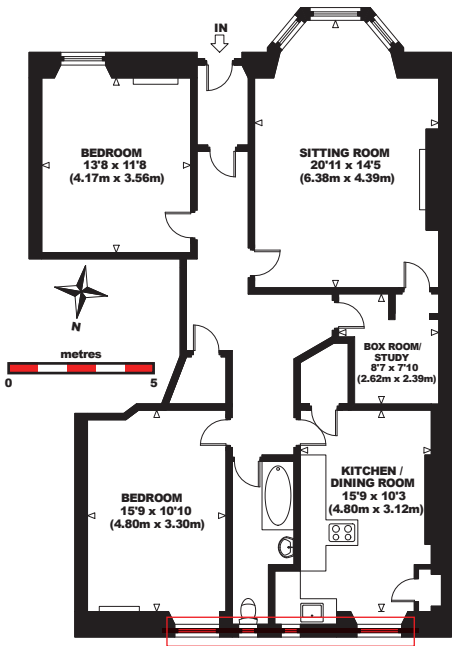 IN
BEDROOM
13'8 x 11'8
(4.17m x 3.56m)
SITTING ROOM
20'11 x 14'5
(6.38m x 4.39m)
N
metres
0 5
BOX ROOM/
STUDY
8'7 x 7'10
(2.62m x 2.39m)
BEDROOM
15'9 x 10'10
(4.80m x 3.30m)
KITCHEN /
DINING ROOM
15'9 x 10'3
(4.80m x 3.12m)